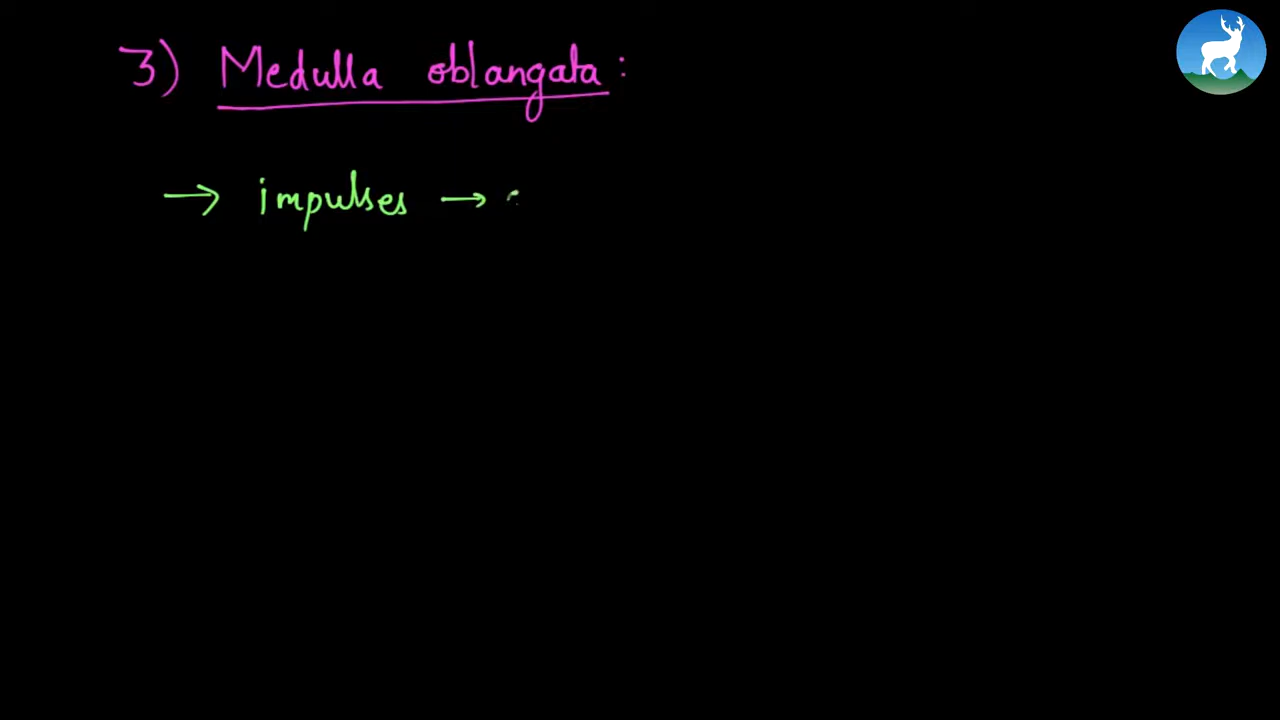 3) Medulla oblangata:
→ impulses →